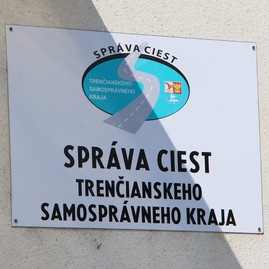 SPRÁVA CIEST
TRENČIANSKEHO
SAMOSPRÁVNEHO
KRAJA
SPRÁVA CIEST
TRENČIANSKEHO
SAMOSPRÁVNEHO KRAJA